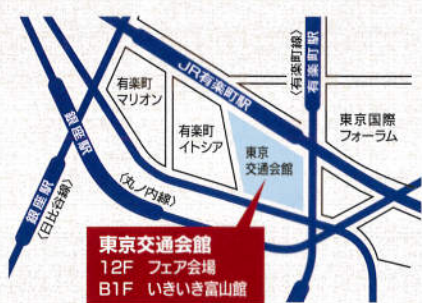 JR有楽町駅
〈有楽町線〉
有楽町駅
有楽町
マリオン
有楽町
イトシア
東京
交通会館
東京国際
フォーラム
銀座駅
〈丸ノ内線〉
銀座駅
〈日比谷線〉
東京交通会館
12F フェア会場
B1F いきいき富山館